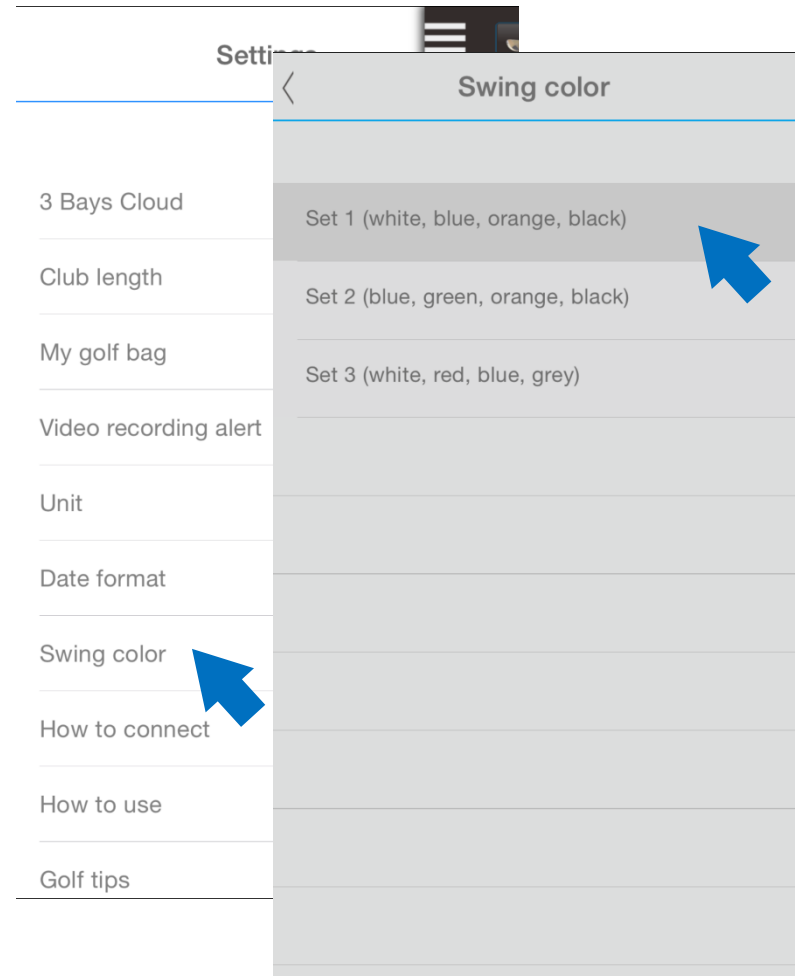 Settings
3 Bays Cloud
Club length
My golf bag
Video recording alert
Unit
Date format
Swing color
How to connect
How to use
Golf tips
Swing color
Set 1 (white, blue, orange, black)
Set 2 (blue, green, orange, black)
Set 3 (white, red, blue, grey)